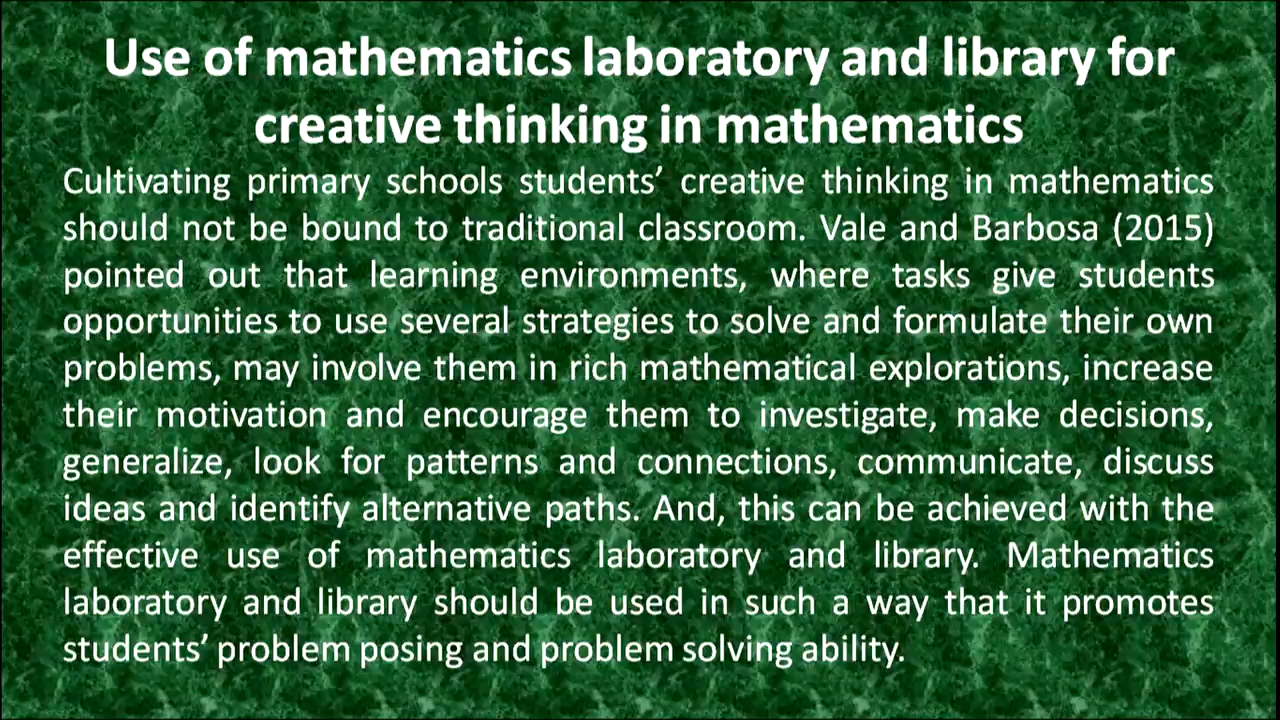 Use of mathematics laboratory and library for
creative thinking in mathematics
Cultivating primary schools students’ creative thinking in mathematics
should not be bound to traditional classroom. Vale and Barbosa (2015)
pointed out that learning environments, where tasks give students
opportunities to use several strategies to solve and formulate their own
problems, may involve them in rich mathematical explorations, increase
their motivation and encourage them to investigate, make decisions,
generalize, look for patterns and connections, communicate, discuss
ideas and identify alternative paths. And, this can be achieved with the
effective use of mathematics laboratory and library. Mathematics
laboratory and library should be used in such a way that it promotes
students’ problem posing and problem solving ability.